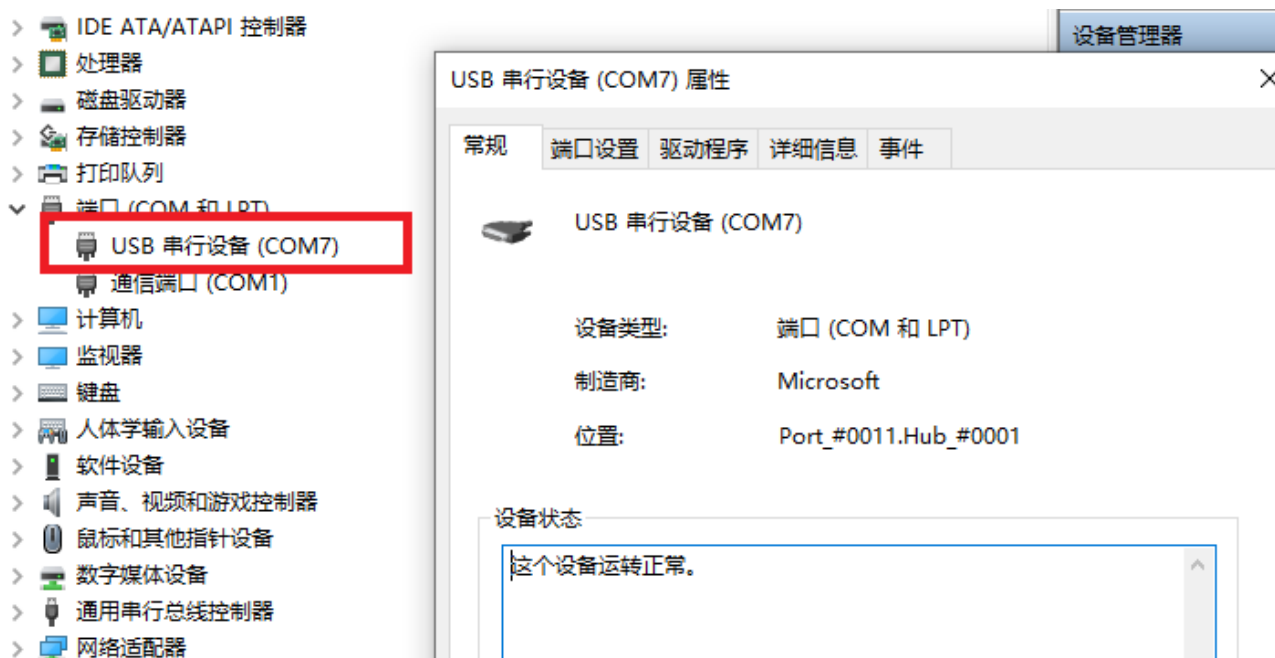 IDE ATA/ATAPI 控制器
处理器
磁盘驱动器
存储控制器
打印队列
端口 (COM 和 LPT)
USB 串行设备 (COM7)
通信端口 (COM1)
计算机
监视器
键盘
人体学输入设备
软件设备
声音、视频和游戏控制器
鼠标和其他指针设备
数字媒体设备
通用串行总线控制器
网络适配器
设备管理器
USB 串行设备 (COM7) 属性
常规 端口设置 驱动程序 详细信息 事件
USB 串行设备 (COM7)
设备类型: 端口 (COM 和 LPT)
制造商: Microsoft
位置: Port_#0011.Hub_#0001
设备状态
这个设备运转正常。